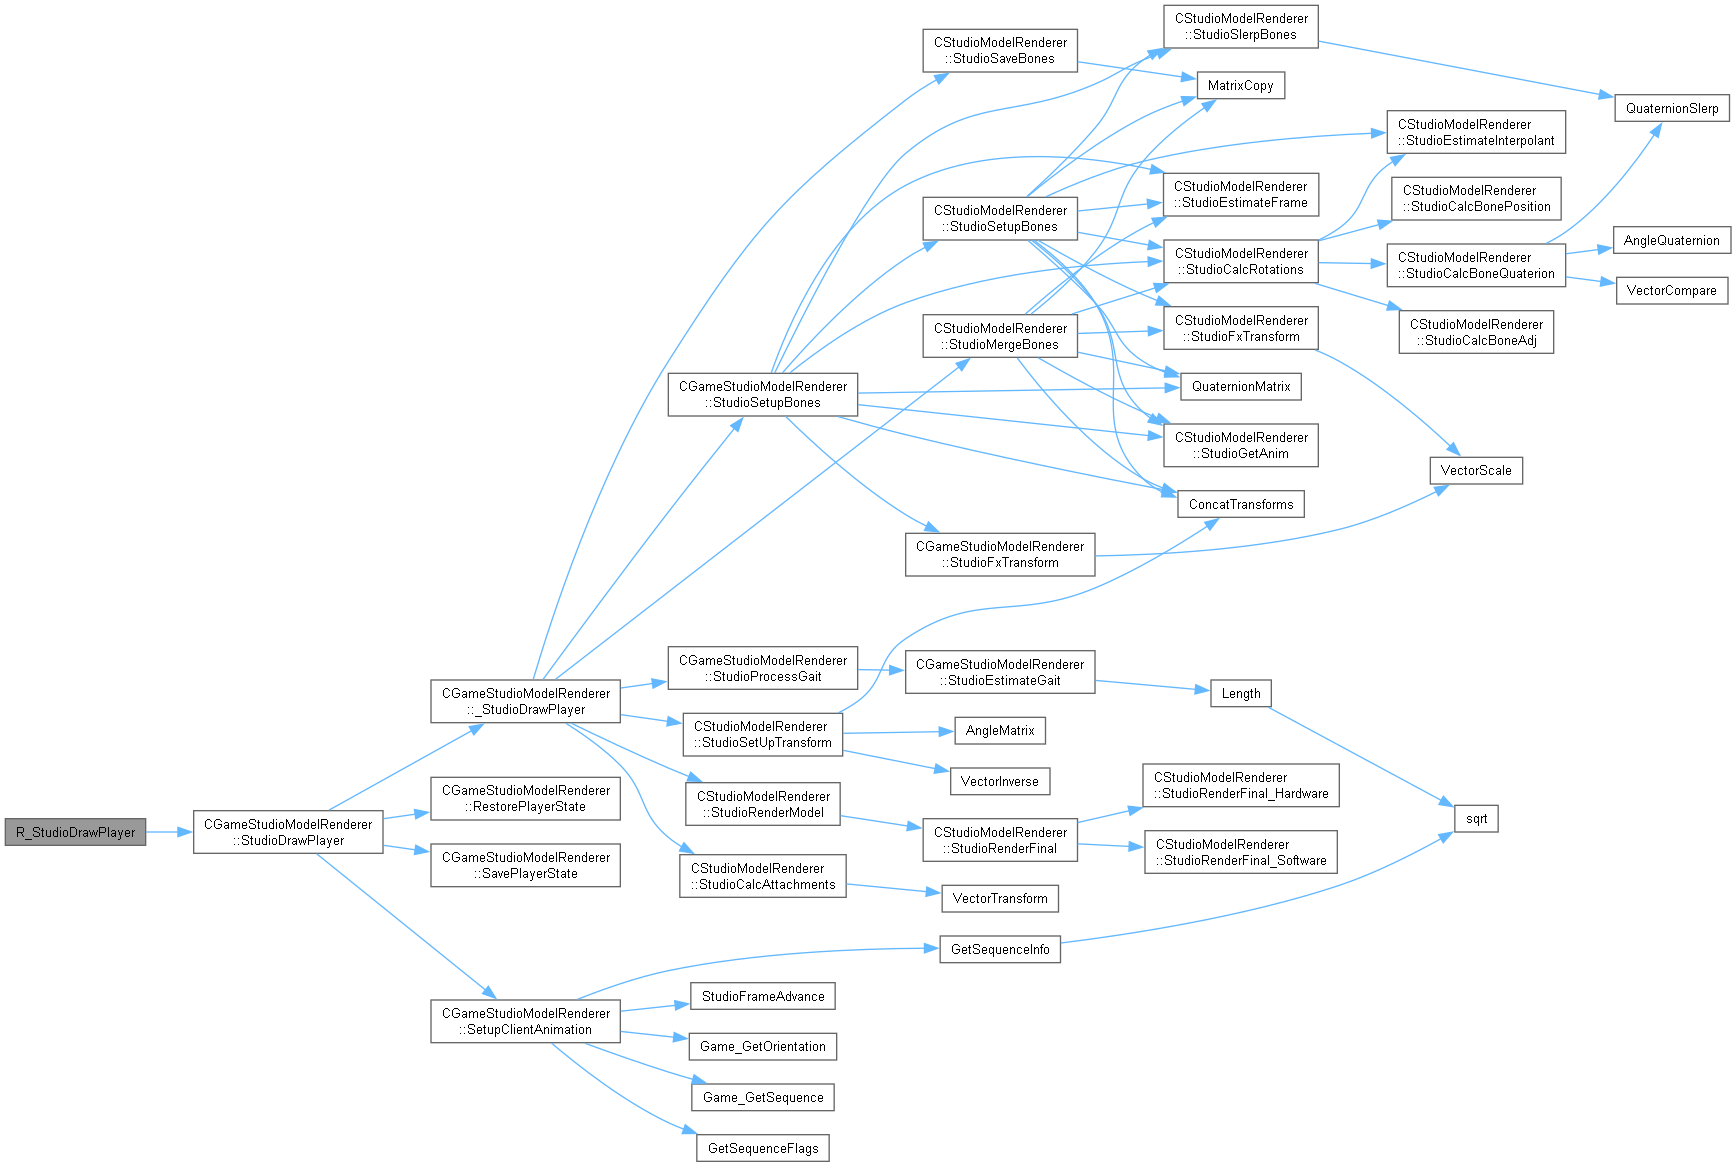 R_StudioDrawPlayer
CGameStudioModelRenderer
::StudioDrawPlayer
CGameStudioModelRenderer
::_StudioDrawPlayer
CGameStudioModelRenderer
::RestorePlayerState
CGameStudioModelRenderer
::SavePlayerState
CGameStudioModelRenderer
::SetupClientAnimation
CGameStudioModelRenderer
::StudioSetupBones
CGameStudioModelRenderer
::StudioProcessGait
CStudioModelRenderer
::StudioSetUpTransform
CStudioModelRenderer
::StudioRenderModel
CStudioModelRenderer
::StudioCalcAttachments
StudioFrameAdvance
Game_GetOrientation
Game_GetSequence
GetSequenceFlags
CStudioModelRenderer
::StudioSaveBones
CStudioModelRenderer
::StudioSetupBones
CStudioModelRenderer
::StudioMergeBones
CGameStudioModelRenderer
::StudioFxTransform
CGameStudioModelRenderer
::StudioEstimateGait
AngleMatrix
VectorInverse
CStudioModelRenderer
::StudioRenderFinal
VectorTransform
GetSequenceInfo
CStudioModelRenderer
::StudioSlerpBones
MatrixCopy
CStudioModelRenderer
::StudioEstimateFrame
CStudioModelRenderer
::StudioCalcRotations
CStudioModelRenderer
::StudioFxTransform
QuaternionMatrix
CStudioModelRenderer
::StudioGetAnim
ConcatTransforms
Length
CStudioModelRenderer
::StudioRenderFinal_Hardware
CStudioModelRenderer
::StudioRenderFinal_Software
CStudioModelRenderer
::StudioEstimateInterpolant
CStudioModelRenderer
::StudioCalcBonePosition
CStudioModelRenderer
::StudioCalcBoneQuaterion
CStudioModelRenderer
::StudioCalcBoneAdj
VectorScale
sqrt
QuaternionSlerp
AngleQuaternion
VectorCompare